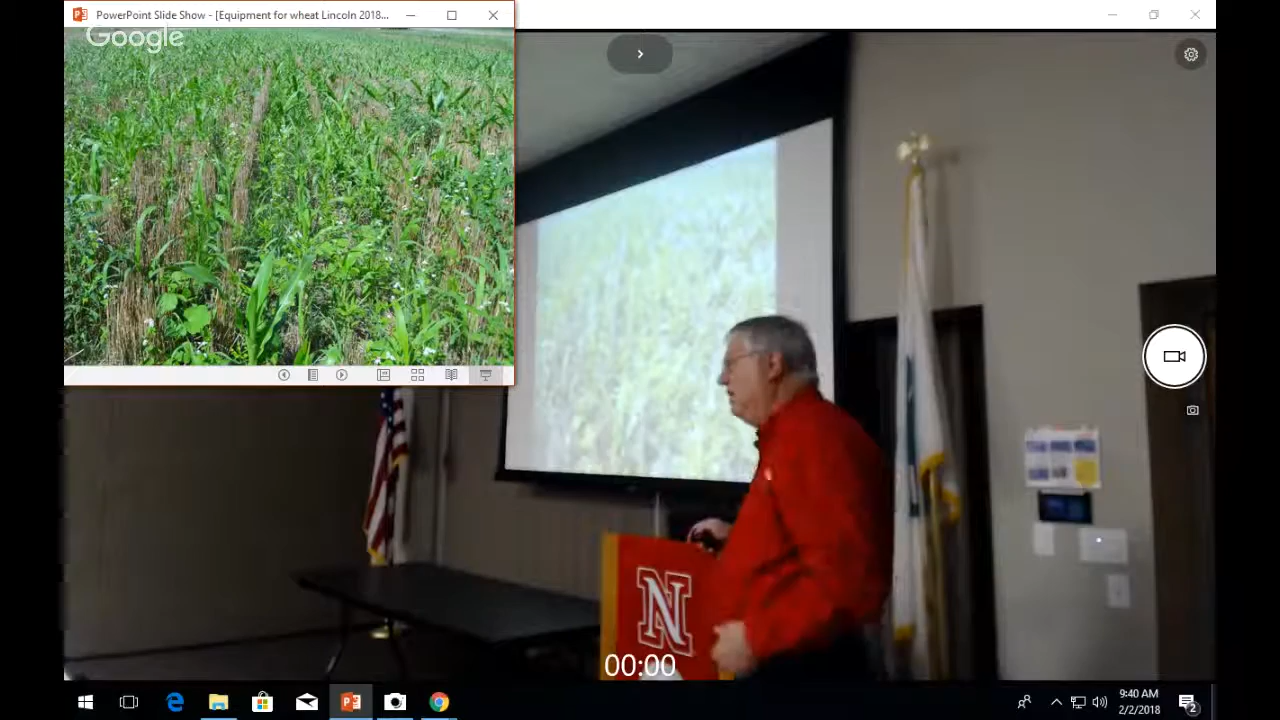 PowerPoint Slide Show - [Equipment for wheat Lincoln 2018...
Google
N
00:00
9:40 AM
2/2/2018
2